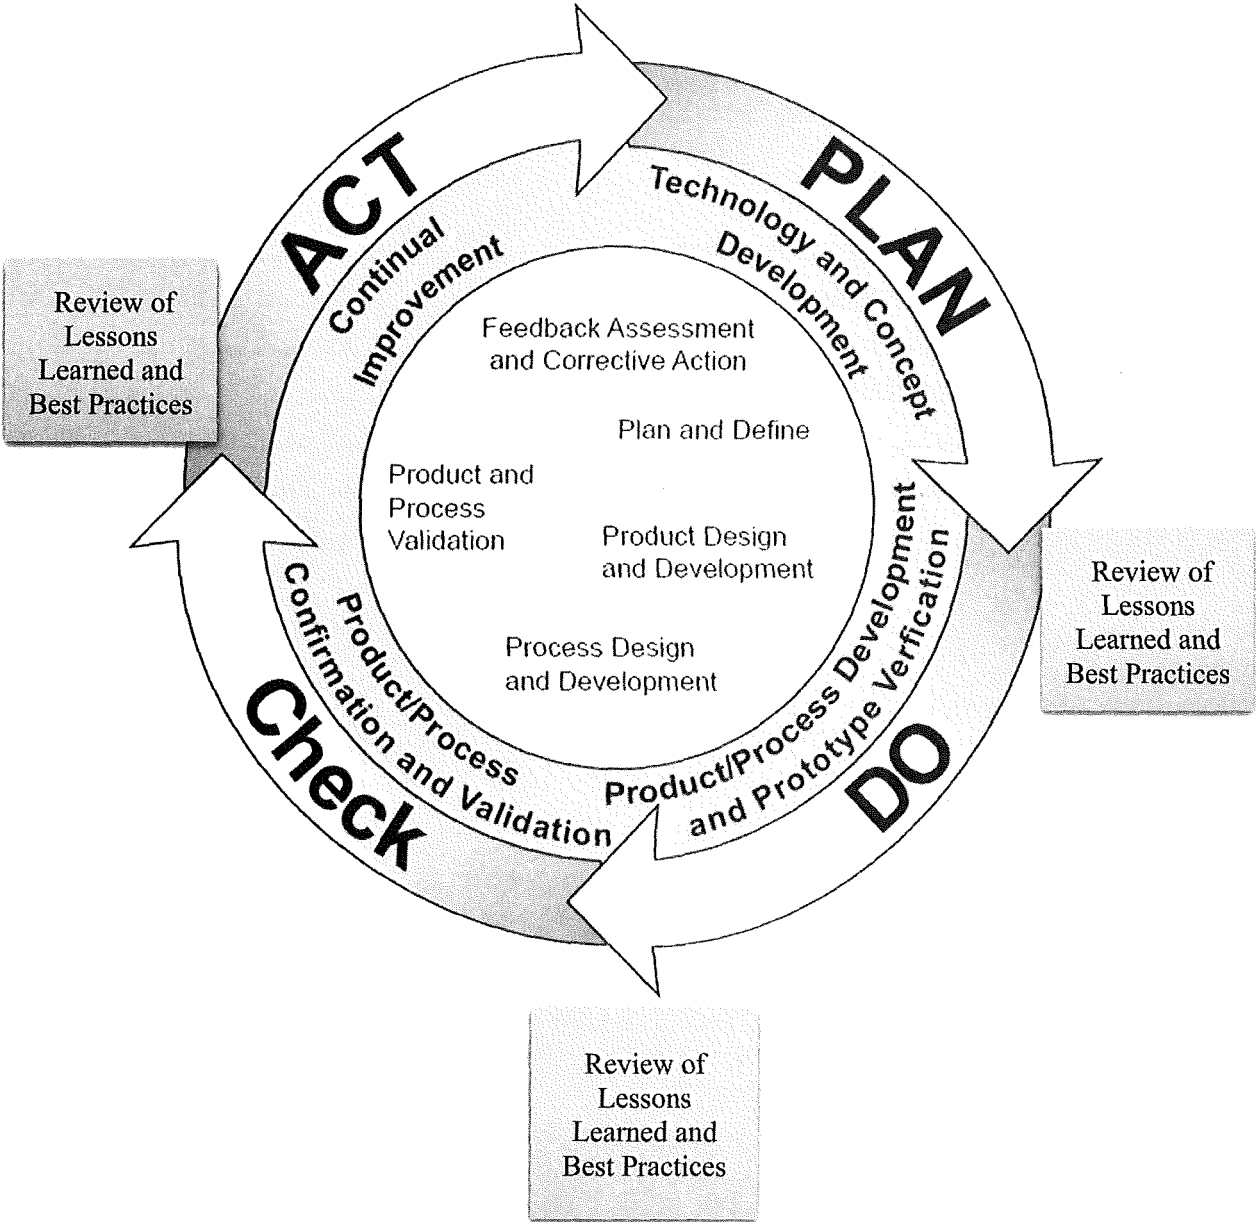 ACT
PLAN
Continual
Improvement
Technology and Concept
Development
Review of
Lessons
Learned and
Best Practices
Feedback Assessment
and Corrective Action
Plan and Define
Product and
Process
Validation
Product Design
and Development
Process Design
and Development
Review of
Lessons
Learned and
Best Practices
Product/Process Development
and Prototype Verfication
DO
Product/Process
Confirmation and Validation
Check
Review of
Lessons
Learned and
Best Practices